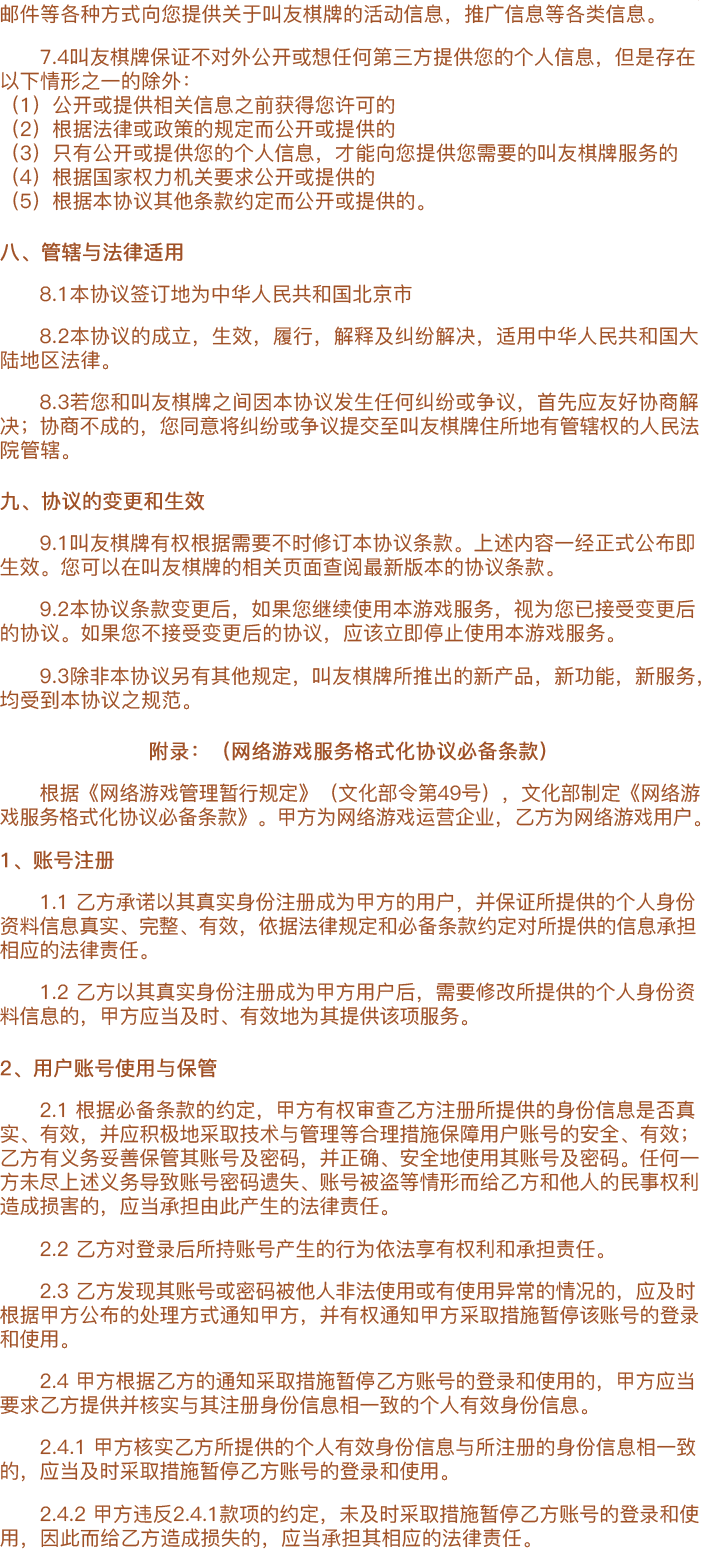 邮件等各种方式向您提供关于叫友棋牌的活动信息，推广信息等各类信息。
7.4叫友棋牌保证不对外公开或想任何第三方提供您的个人信息，但是存在
以下情形之一的除外：
（1）公开或提供相关信息之前获得您许可的
（2）根据法律或政策的规定而公开或提供的
（3）只有公开或提供您的个人信息，才能向您提供您需要的叫友棋牌服务的
（4）根据国家权力机关要求公开或提供的
（5）根据本协议其他条款约定而公开或提供的。
八、管辖与法律适用
8.1本协议签订地为中华人民共和国北京市
8.2本协议的成立，生效，履行，解释及纠纷解决，适用中华人民共和国大
陆地区法律。
8.3若您和叫友棋牌之间因本协议发生任何纠纷或争议，首先应友好协商解
决；协商不成的，您同意将纠纷或争议提交至叫友棋牌住所地有管辖权的人民法
院管辖。
九、协议的变更和生效
9.1叫友棋牌有权根据需要不时修订本协议条款。上述内容一经正式公布即
生效。您可以在叫友棋牌的相关页面查阅最新版本的协议条款。
9.2本协议条款变更后，如果您继续使用本游戏服务，视为您已接受变更后
的协议。如果您不接受变更后的协议，应该立即停止使用本游戏服务。
9.3除非本协议另有其他规定，叫友棋牌所推出的新产品，新功能，新服务，
均受到本协议之规范。
附录：（网络游戏服务格式化协议必备条款）
根据《网络游戏管理暂行规定》（文化部令第49号），文化部制定《网络游
戏服务格式化协议必备条款》。甲方为网络游戏运营企业，乙方为网络游戏用户。
1、账号注册
1.1 乙方承诺以其真实身份注册成为甲方的用户，并保证所提供的个人身份
资料信息真实、完整、有效，依据法律规定和必备条款约定对所提供的信息承担
相应的法律责任。
1.2 乙方以其真实身份注册成为甲方用户后，需要修改所提供的个人身份资
料信息的，甲方应当及时、有效地为其提供该项服务。
2、用户账号使用与保管
2.1 根据必备条款的约定，甲方有权审查乙方注册所提供的身份信息是否真
实、有效，并应积极地采取技术与管理等合理措施保障用户账号的安全、有效；
乙方有义务妥善保管其账号及密码，并正确、安全地使用其账号及密码。任何一
方未尽上述义务导致账号密码遗失、账号被盗等情形而给乙方和他人的民事权利
造成损害的，应当承担由此产生的法律责任。
2.2 乙方对登录后所持账号产生的行为依法享有权利和承担责任。
2.3 乙方发现其账号或密码被他人非法使用或有使用异常的情况的，应及时
根据甲方公布的处理方式通知甲方，并有权通知甲方采取措施暂停该账号的登录
和使用。
2.4 甲方根据乙方的通知采取措施暂停乙方账号的登录和使用的，甲方应当
要求乙方提供并核实与其注册身份信息相一致的个人有效身份信息。
2.4.1 甲方核实乙方所提供的个人有效身份信息与所注册的身份信息相一致
的，应当及时采取措施暂停乙方账号的登录和使用。
2.4.2 甲方违反2.4.1款项的约定，未及时采取措施暂停乙方账号的登录和使
用，因此而给乙方造成损失的，应当承担其相应的法律责任。